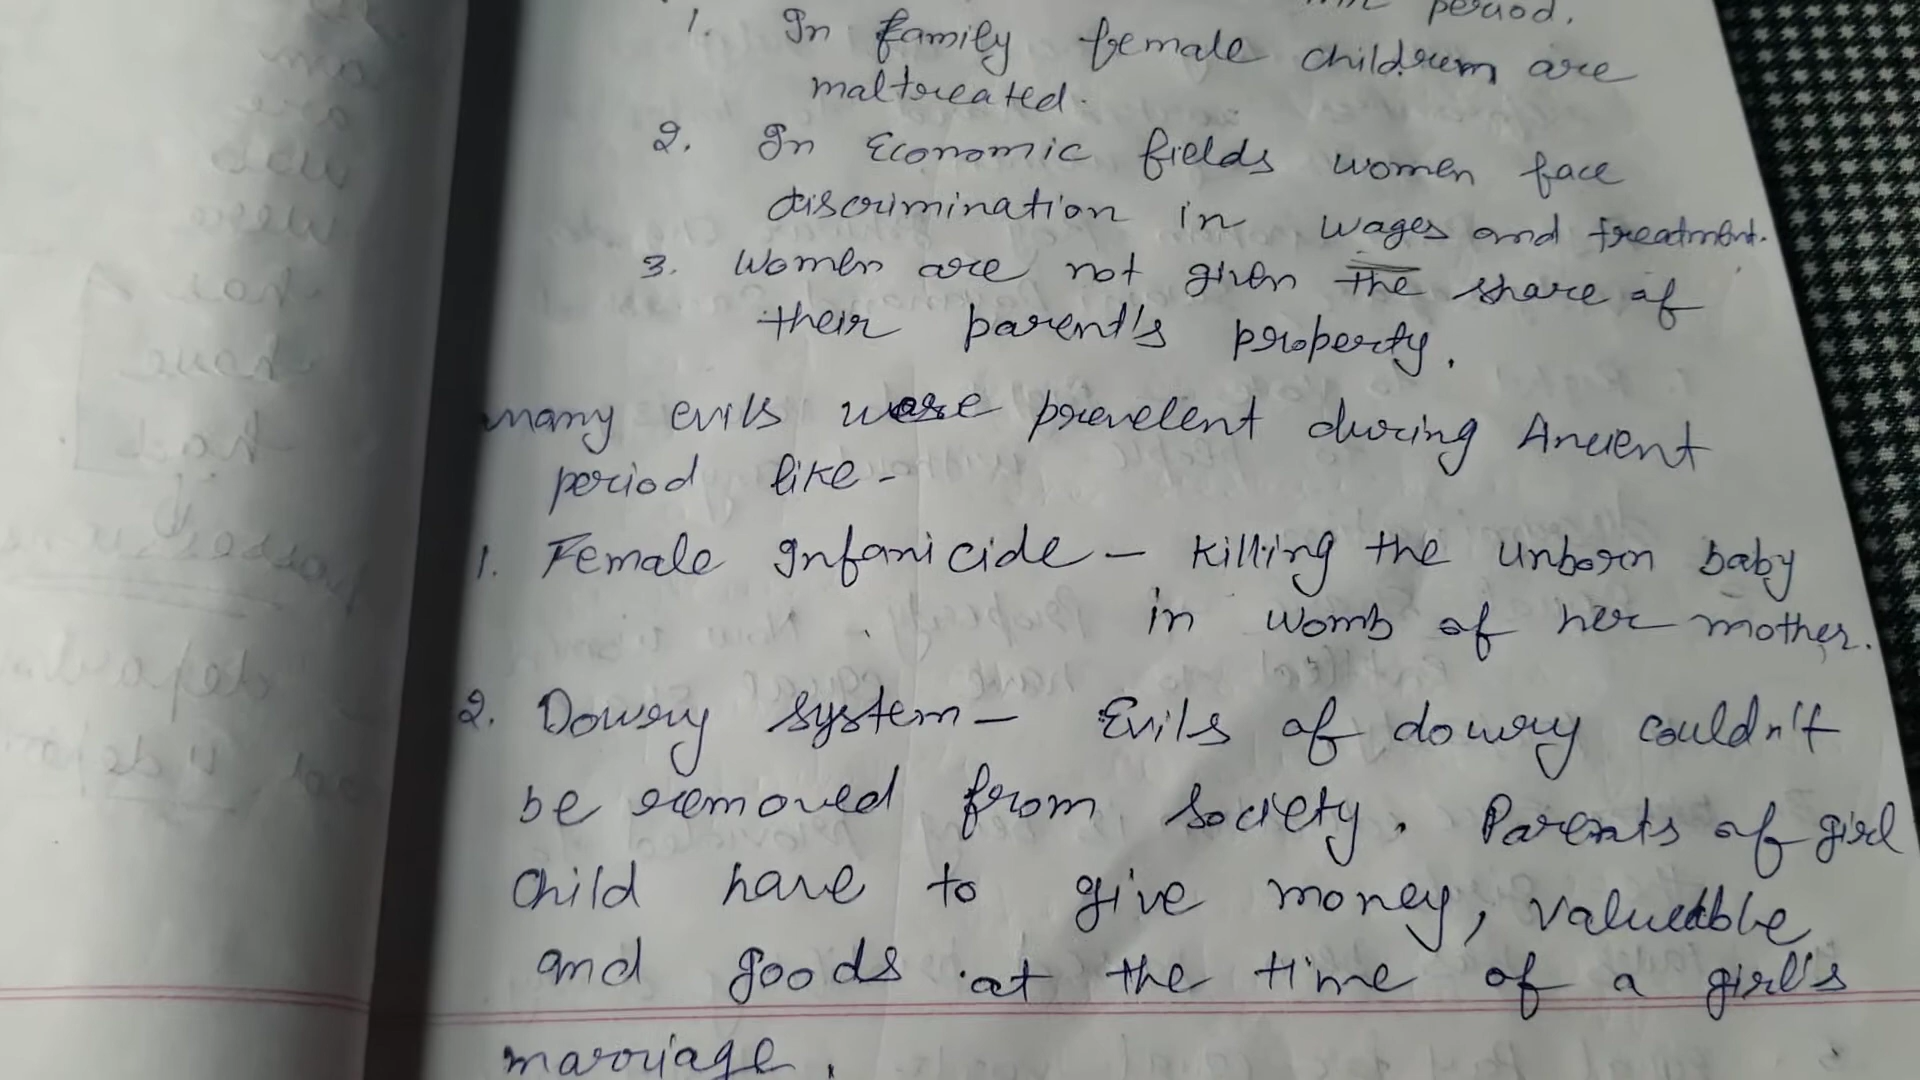 period.
1. In family female children are
maltreated.
2. In Economic fields women face
discrimination in wages and treatment.
3. Women are not given the share of
their parent's property.
many evils were prevelent during Ancient
period like -
1. Female Infanicide - killing the unborn baby
in womb of her mother.
2. Dowry system - Evils of dowry couldn't
be removed from society. Parents of girl
child have to give money, valueable
and goods at the time of a girl's
marriage.